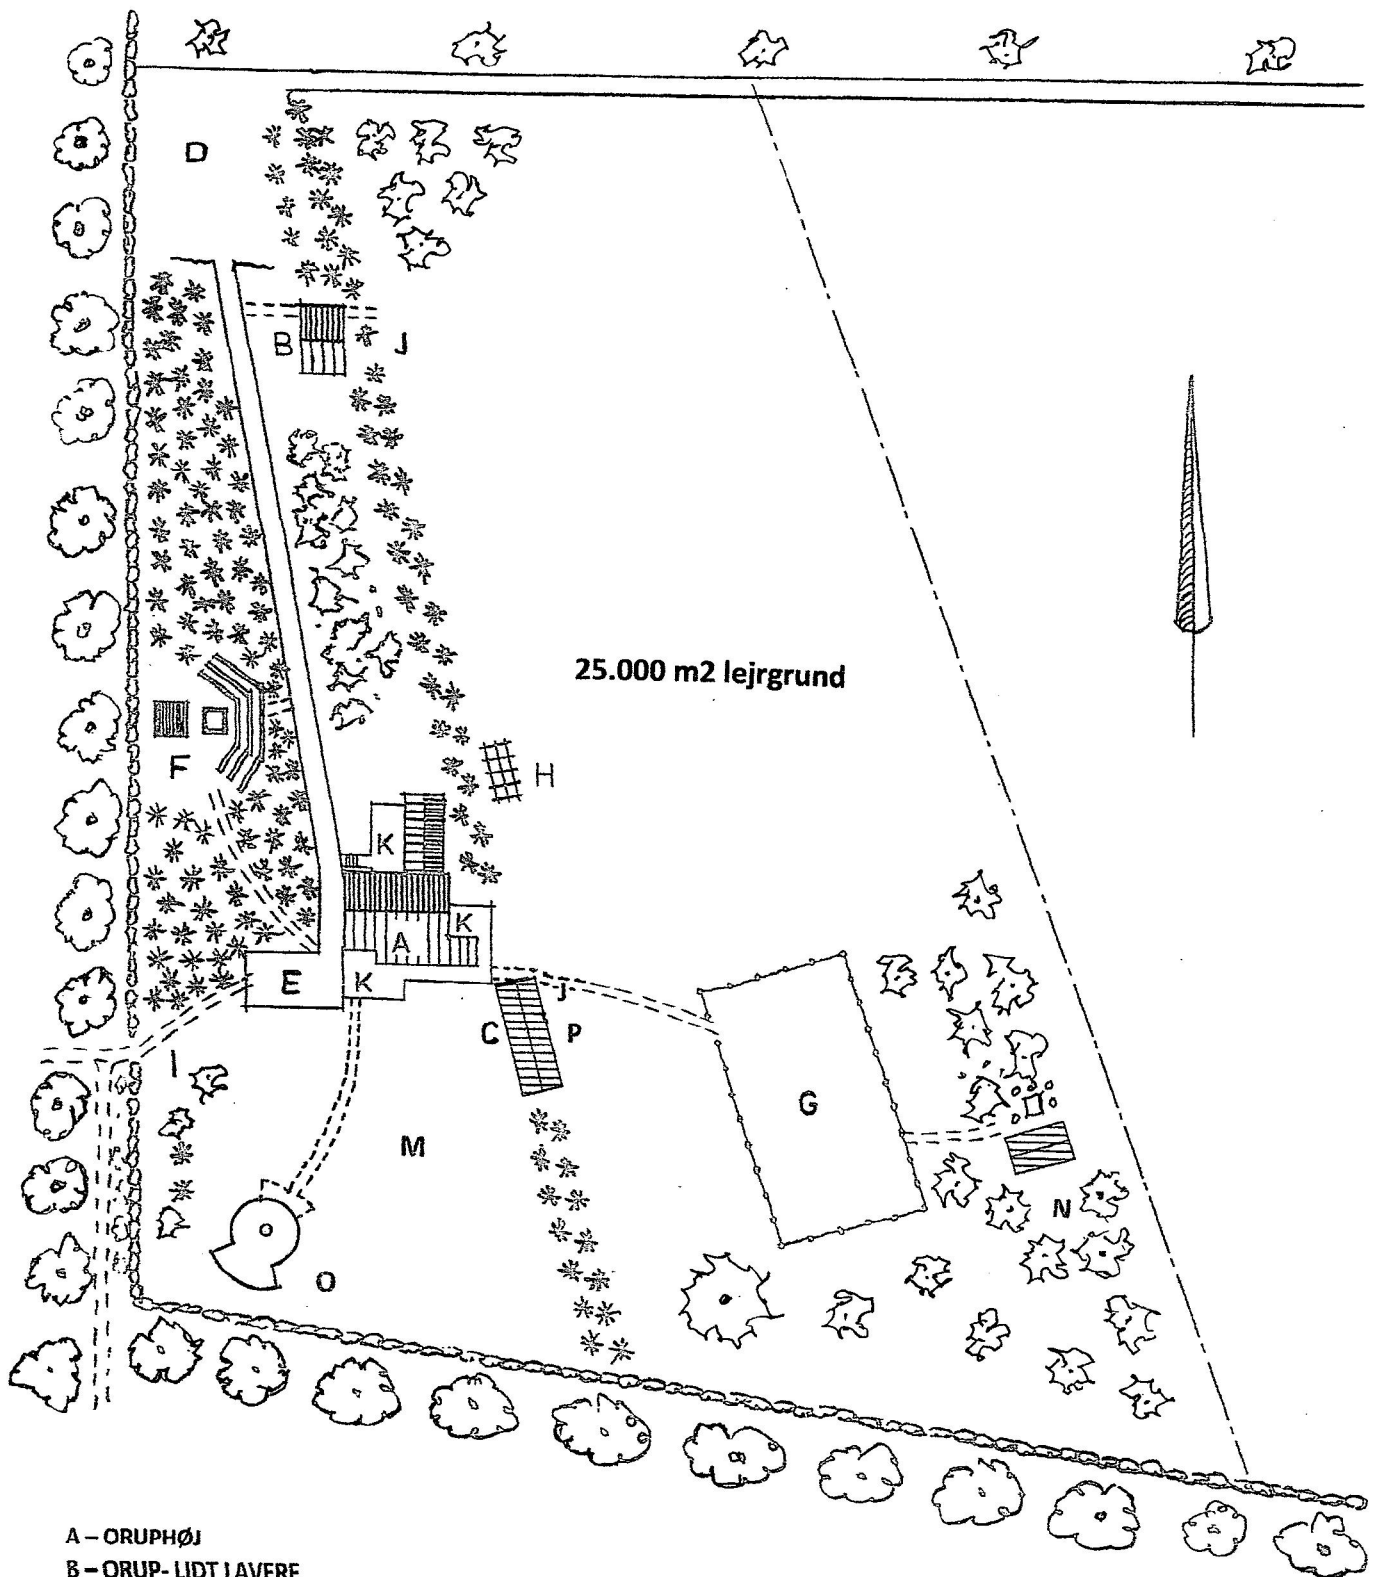 D
B
J
25.000 m2 lejrgrund
F
H
K
K
A
E
K
J
C
P
I
G
M
N
O
A – ORUPHØJ
B – ORUP- LIDT LAVERE